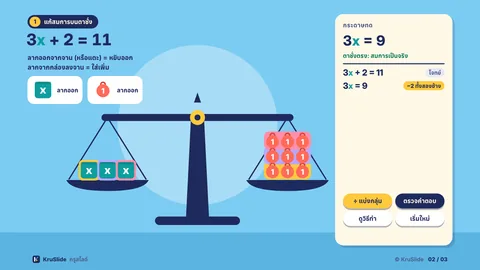 1 แก้สมการบนตาชั่ง
3x + 2 = 11
ลากออกจากจาน (หรือแตะ) = หยิบออก
ลากจากกล่องลงจาน = ใส่เพิ่ม
x ลากออก
1 ลากออก
x x x
1 1 1
1 1 1
1 1 1
กระดาษทด
3x = 9
ตาชั่งตรง: สมการเป็นจริง
3x + 2 = 11 โจทย์
3x = 9 −2 ทั้งสองข้าง
÷ แบ่งกลุ่ม
ตรวจคำตอบ
ดูวิธีทำ
เริ่มใหม่
K KruSlide ครูสไลด์
© KruSlide 02 / 03